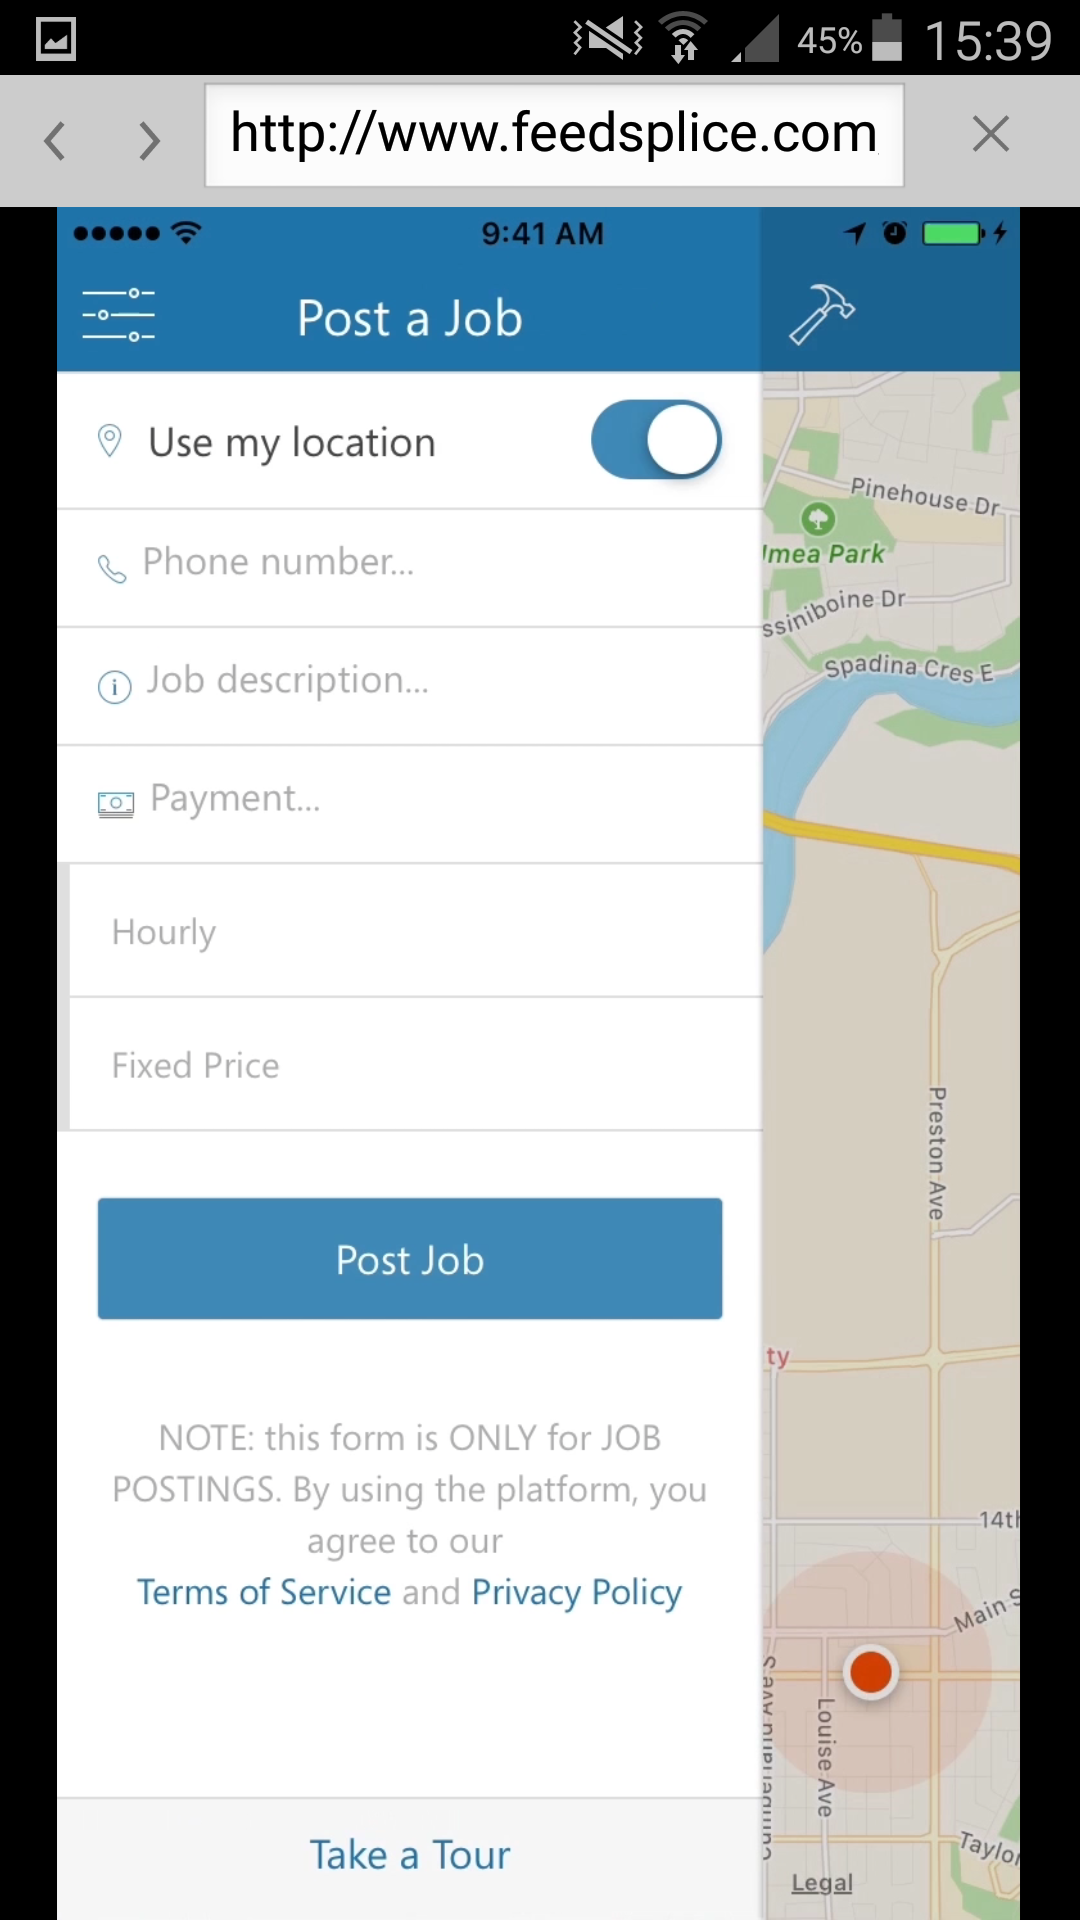 45% 15:39
http://www.feedsplice.com
9:41 AM
Post a Job
Use my location
Phone number...
Job description...
Payment...
Hourly
Fixed Price
Post Job
NOTE: this form is ONLY for JOB
POSTINGS. By using the platform, you
agree to our
Terms of Service and Privacy Policy
Take a Tour
Pinehouse Dr
Umea Park
ssiniboine Dr
Spadina Cres E
Preston Ave
ty
14th
Main S
Louise Ave
Taylor
Legal